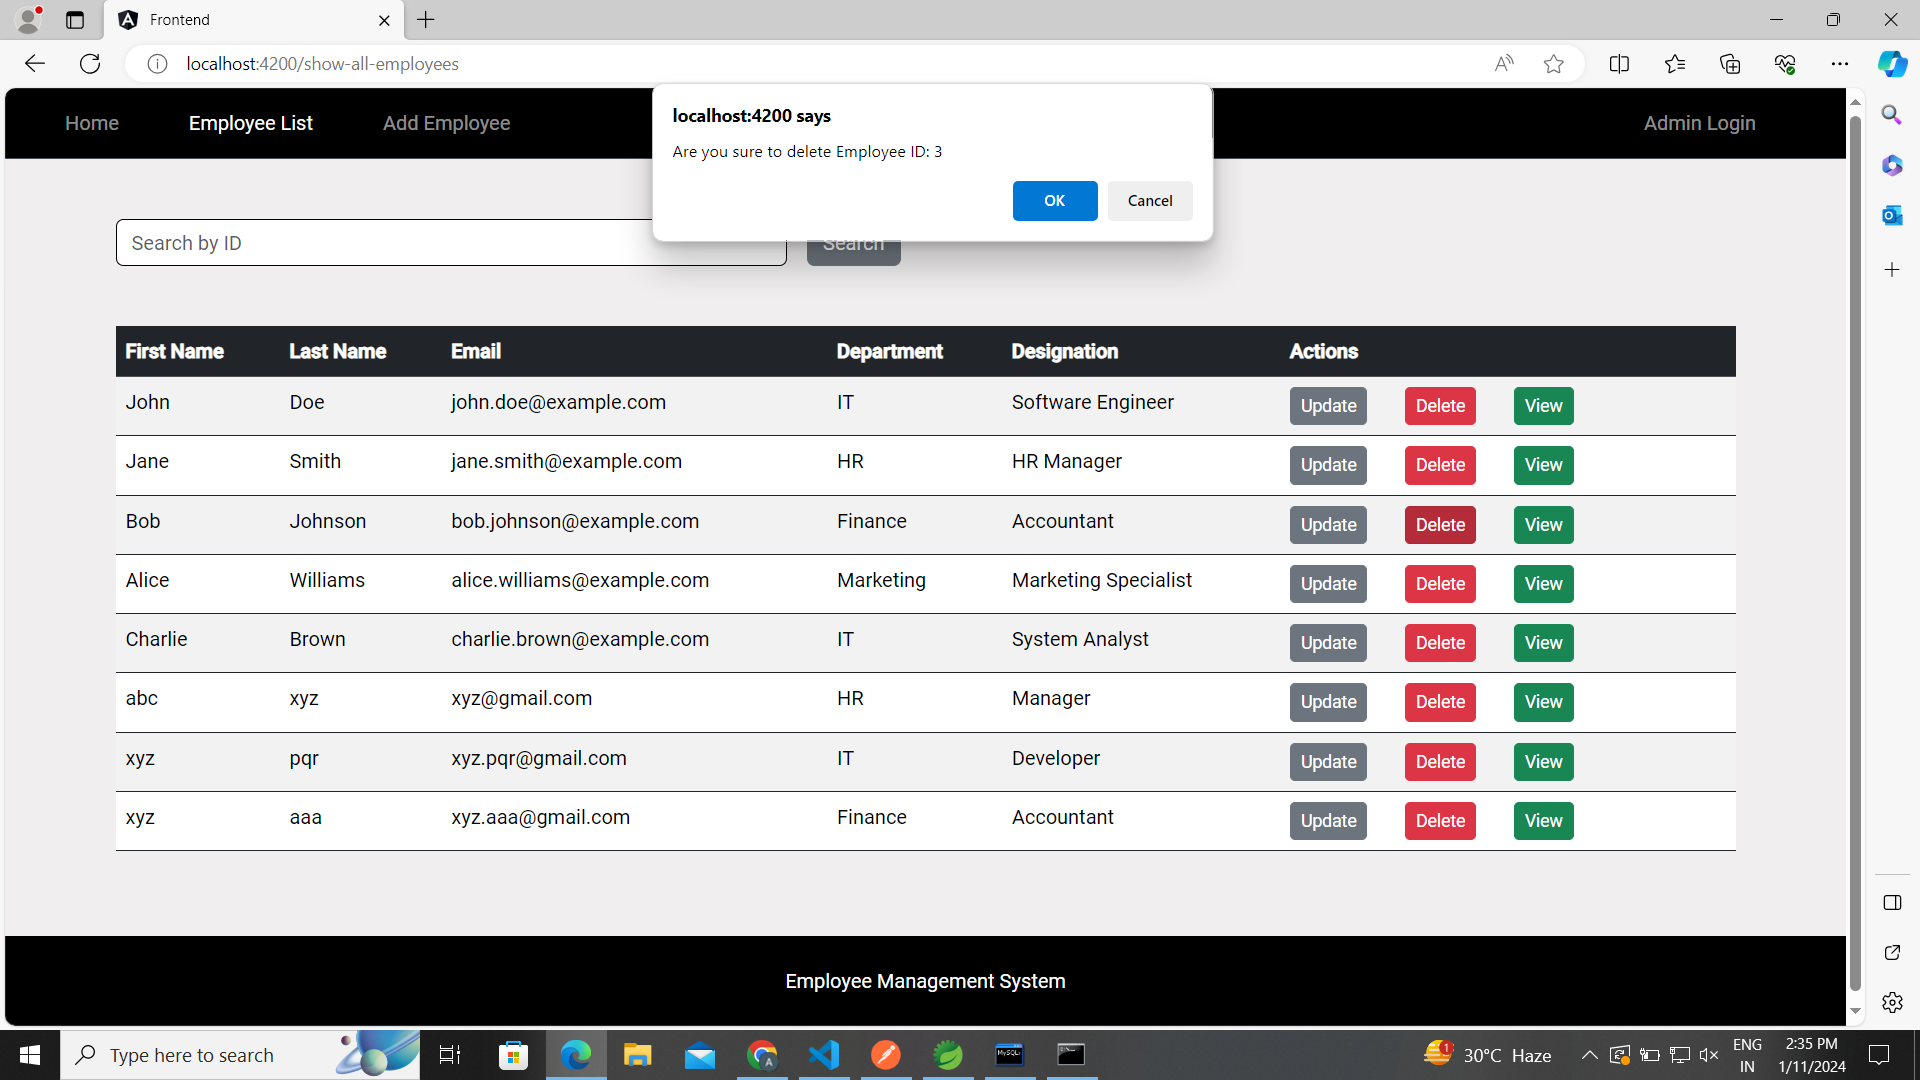 Frontend
localhost:4200/show-all-employees
localhost:4200 says
Are you sure to delete Employee ID: 3
OK Cancel
Home Employee List Add Employee Admin Login
Search by ID Search
First Name Last Name Email Department Designation Actions
John Doe john.doe@example.com IT Software Engineer Update Delete View
Jane Smith jane.smith@example.com HR HR Manager Update Delete View
Bob Johnson bob.johnson@example.com Finance Accountant Update Delete View
Alice Williams alice.williams@example.com Marketing Marketing Specialist Update Delete View
Charlie Brown charlie.brown@example.com IT System Analyst Update Delete View
abc xyz xyz@gmail.com HR Manager Update Delete View
xyz pqr xyz.pqr@gmail.com IT Developer Update Delete View
xyz aaa xyz.aaa@gmail.com Finance Accountant Update Delete View
Employee Management System
Type here to search 30°C Haze ENG 2:35 PM
IN 1/11/2024